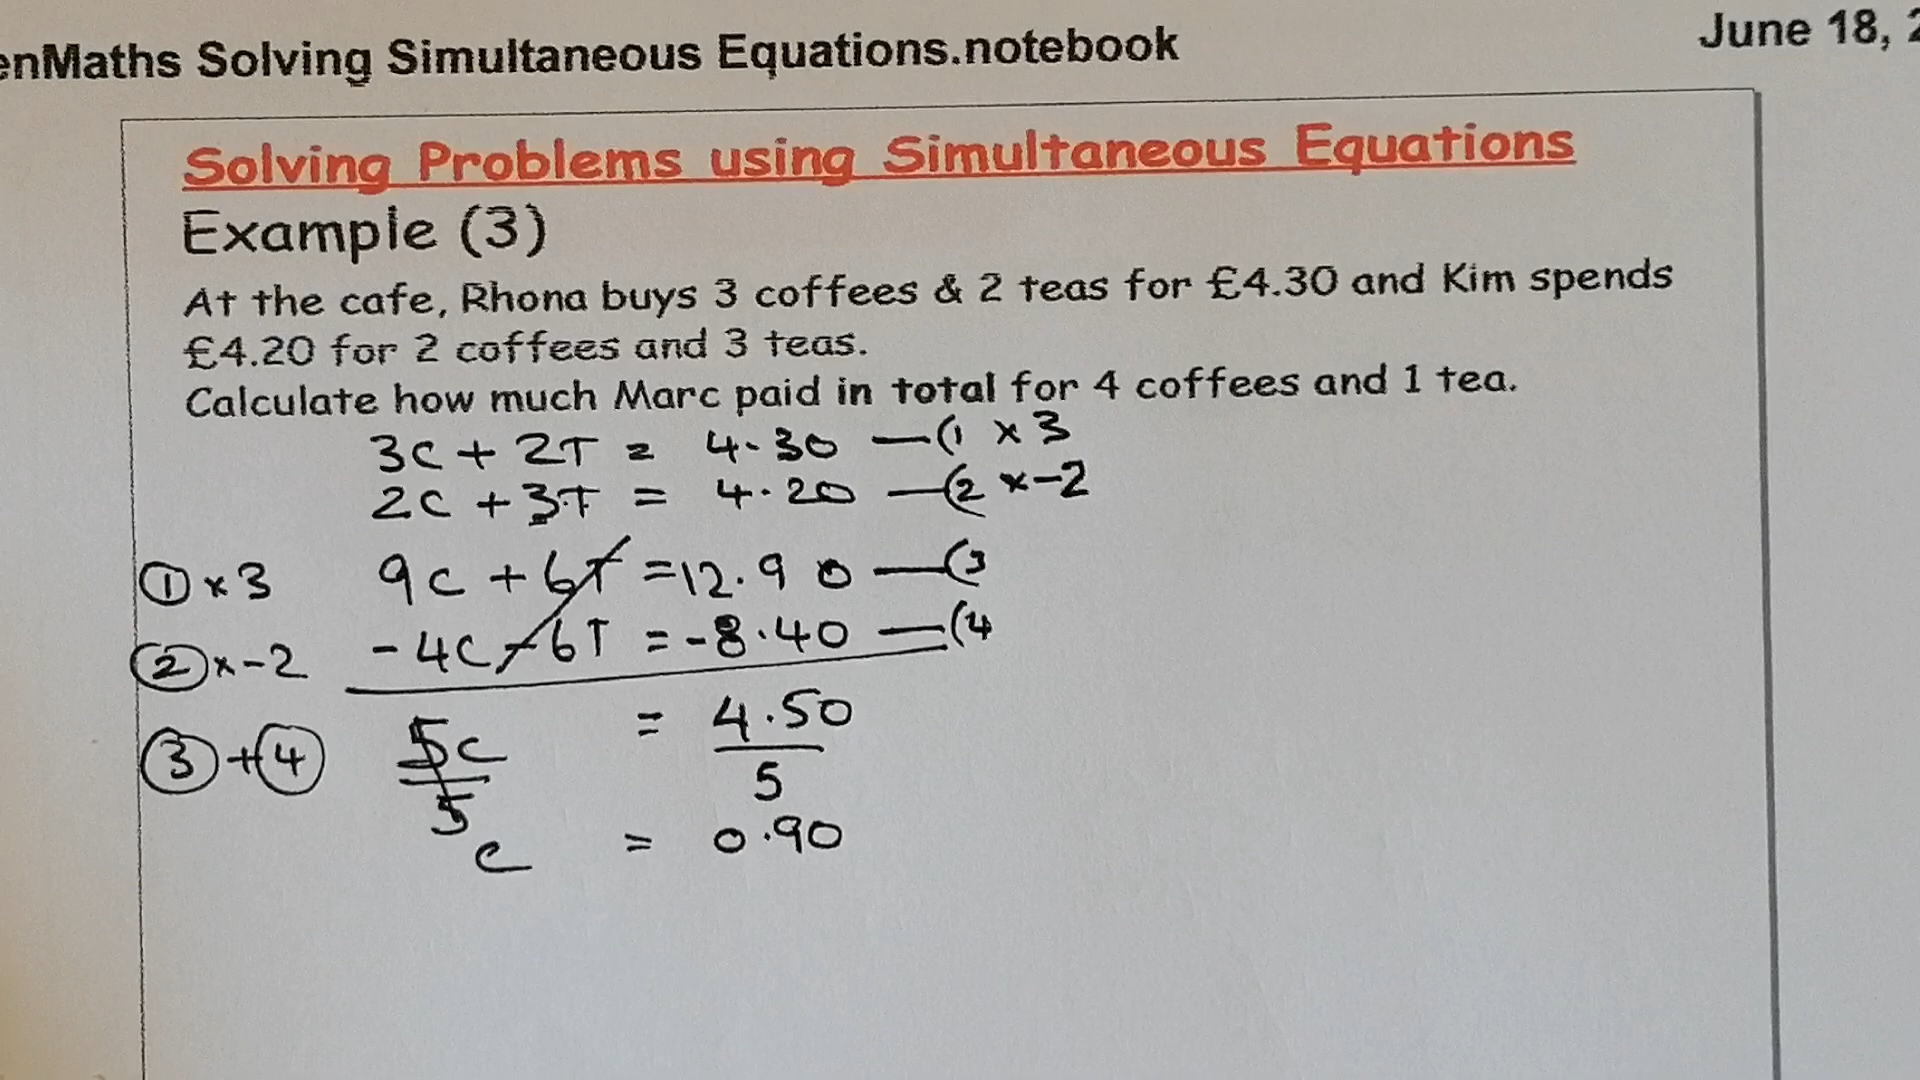 enMaths Solving Simultaneous Equations.notebook
June 18,
Solving Problems using Simultaneous Equations
Example (3)
At the cafe, Rhona buys 3 coffees & 2 teas for £4.30 and Kim spends
£4.20 for 2 coffees and 3 teas.
Calculate how much Marc paid in total for 4 coffees and 1 tea.
3C + 2T = 4.30 —(1 × 3
2C + 3T = 4.20 —(2 ×-2
① × 3 9C + 6T = 12.90 —(3
② × -2 -4C - 6T = -8.40 —(4
③ + ④ 5C = 4.50
5 5
C = 0.90